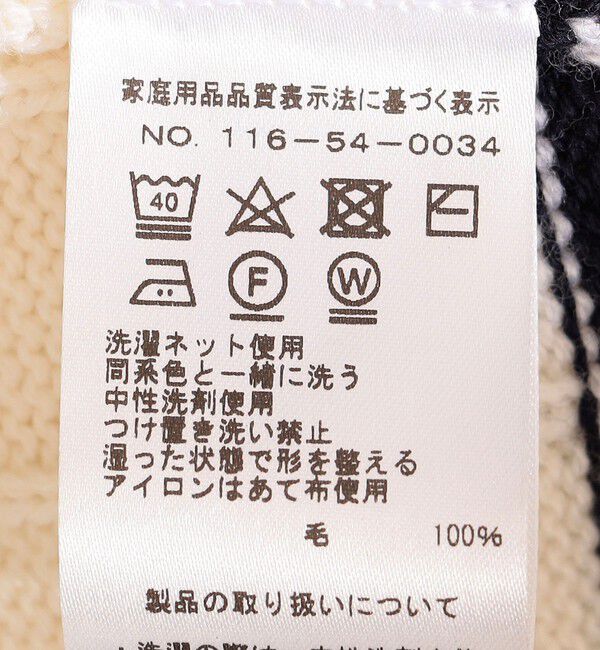 家庭用品品質表示法に基づく表示
NO. 116-54-0034
40
F
W
洗濯ネット使用
同系色と一緒に洗う
中性洗剤使用
つけ置き洗い禁止
湿った状態で形を整える
アイロンはあて布使用
毛 100%
製品の取り扱いについて